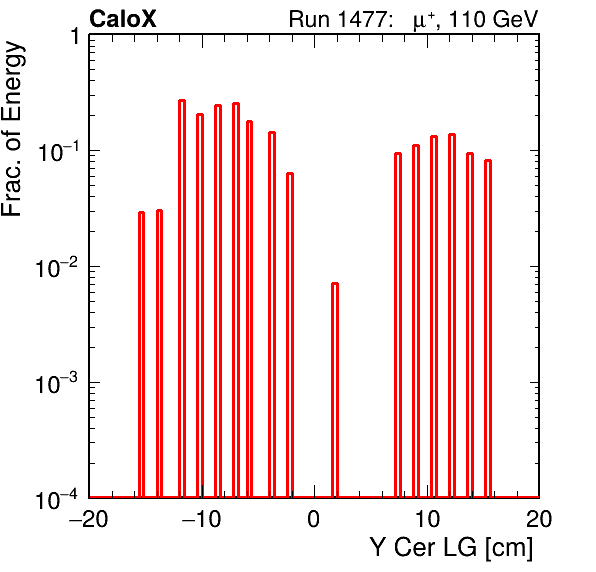 CaloX Run 1477: μ⁺, 110 GeV
Frac. of Energy
1
10⁻¹
10⁻²
10⁻³
10⁻⁴
−20 −10 0 10 20
Y Cer LG [cm]